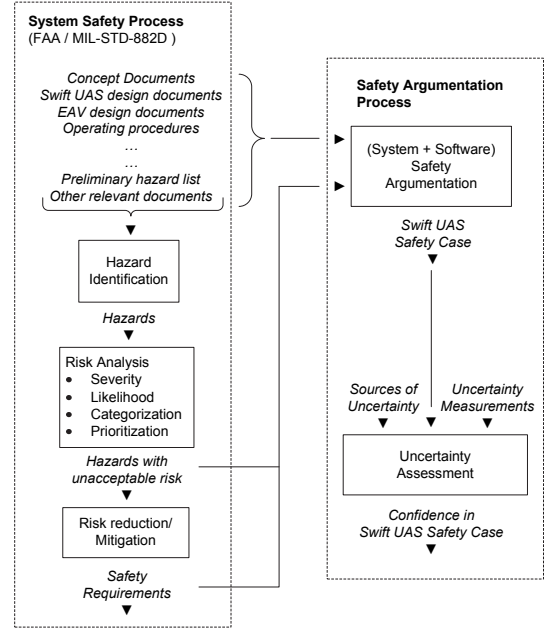 System Safety Process
(FAA / MIL-STD-882D )
Concept Documents
Swift UAS design documents
EAV design documents
Operating procedures
…
…
Preliminary hazard list
Other relevant documents
Hazard
Identification
Hazards
Risk Analysis
• Severity
• Likelihood
• Categorization
• Prioritization
Hazards with
unacceptable risk
Risk reduction/
Mitigation
Safety
Requirements
Safety Argumentation
Process
(System + Software)
Safety
Argumentation
Swift UAS
Safety Case
Sources of
Uncertainty
Uncertainty
Measurements
Uncertainty
Assessment
Confidence in
Swift UAS Safety Case